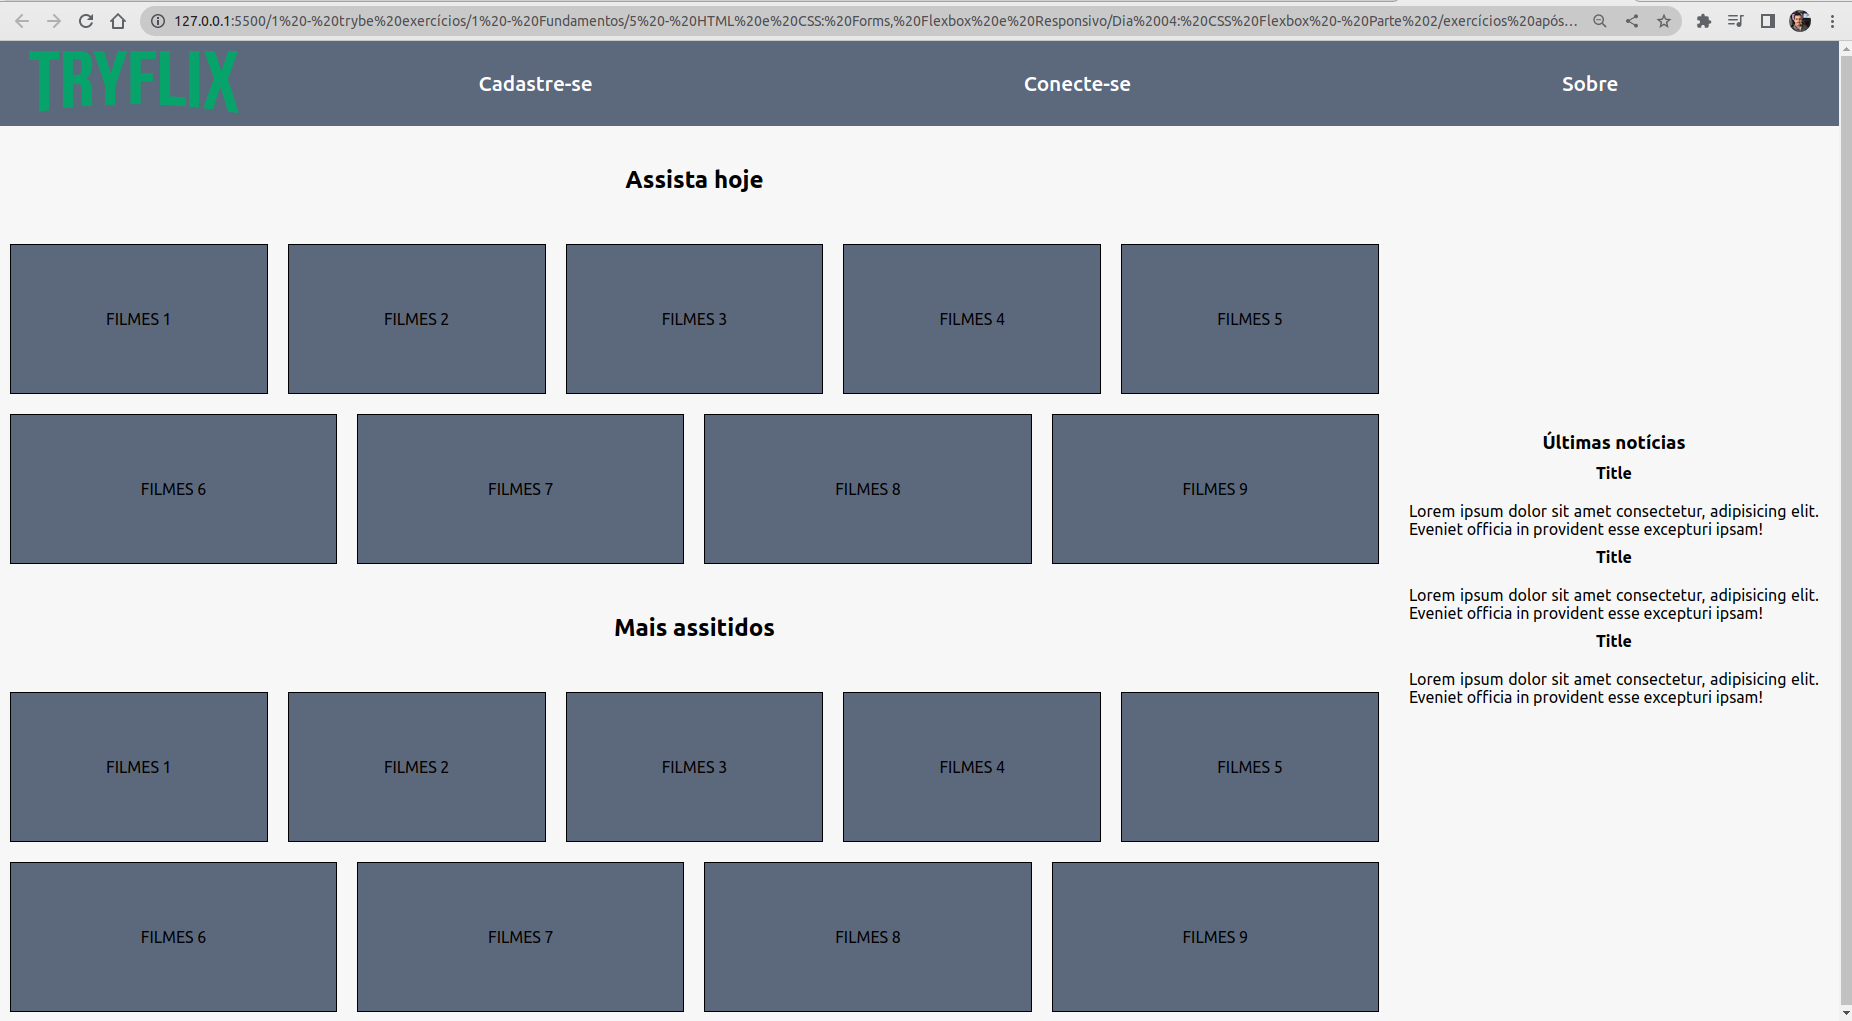 127.0.0.1:5500/1%20-%20trybe%20exercícios/1%20-%20Fundamentos/5%20-%20HTML%20e%20CSS:%20Forms,%20Flexbox%20e%20Responsivo/Dia%2004:%20CSS%20Flexbox%20-%20Parte%202/exercícios%20após...
TRYFLIX
Cadastre-se
Conecte-se
Sobre
Assista hoje
FILMES 1
FILMES 2
FILMES 3
FILMES 4
FILMES 5
FILMES 6
FILMES 7
FILMES 8
FILMES 9
Mais assitidos
FILMES 1
FILMES 2
FILMES 3
FILMES 4
FILMES 5
FILMES 6
FILMES 7
FILMES 8
FILMES 9
Últimas notícias
Title
Lorem ipsum dolor sit amet consectetur, adipisicing elit.
Eveniet officia in provident esse excepturi ipsam!
Title
Lorem ipsum dolor sit amet consectetur, adipisicing elit.
Eveniet officia in provident esse excepturi ipsam!
Title
Lorem ipsum dolor sit amet consectetur, adipisicing elit.
Eveniet officia in provident esse excepturi ipsam!